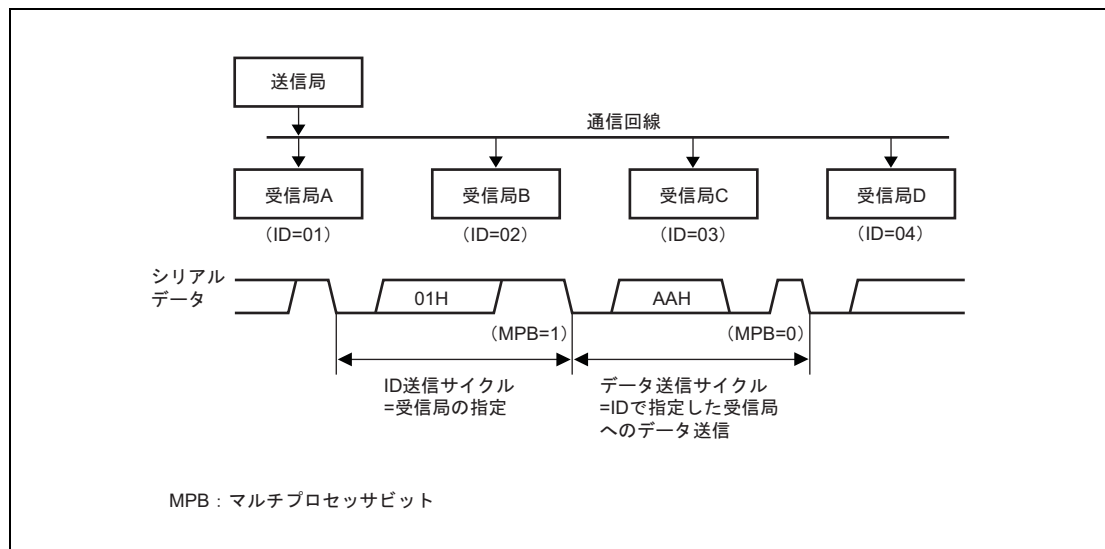 送信局
通信回線
受信局A
受信局B
受信局C
受信局D
（ID=01）
（ID=02）
（ID=03）
（ID=04）
シリアル
データ
01H
AAH
（MPB=1）
（MPB=0）
ID送信サイクル
=受信局の指定
データ送信サイクル
=IDで指定した受信局
へのデータ送信
MPB：マルチプロセッサビット